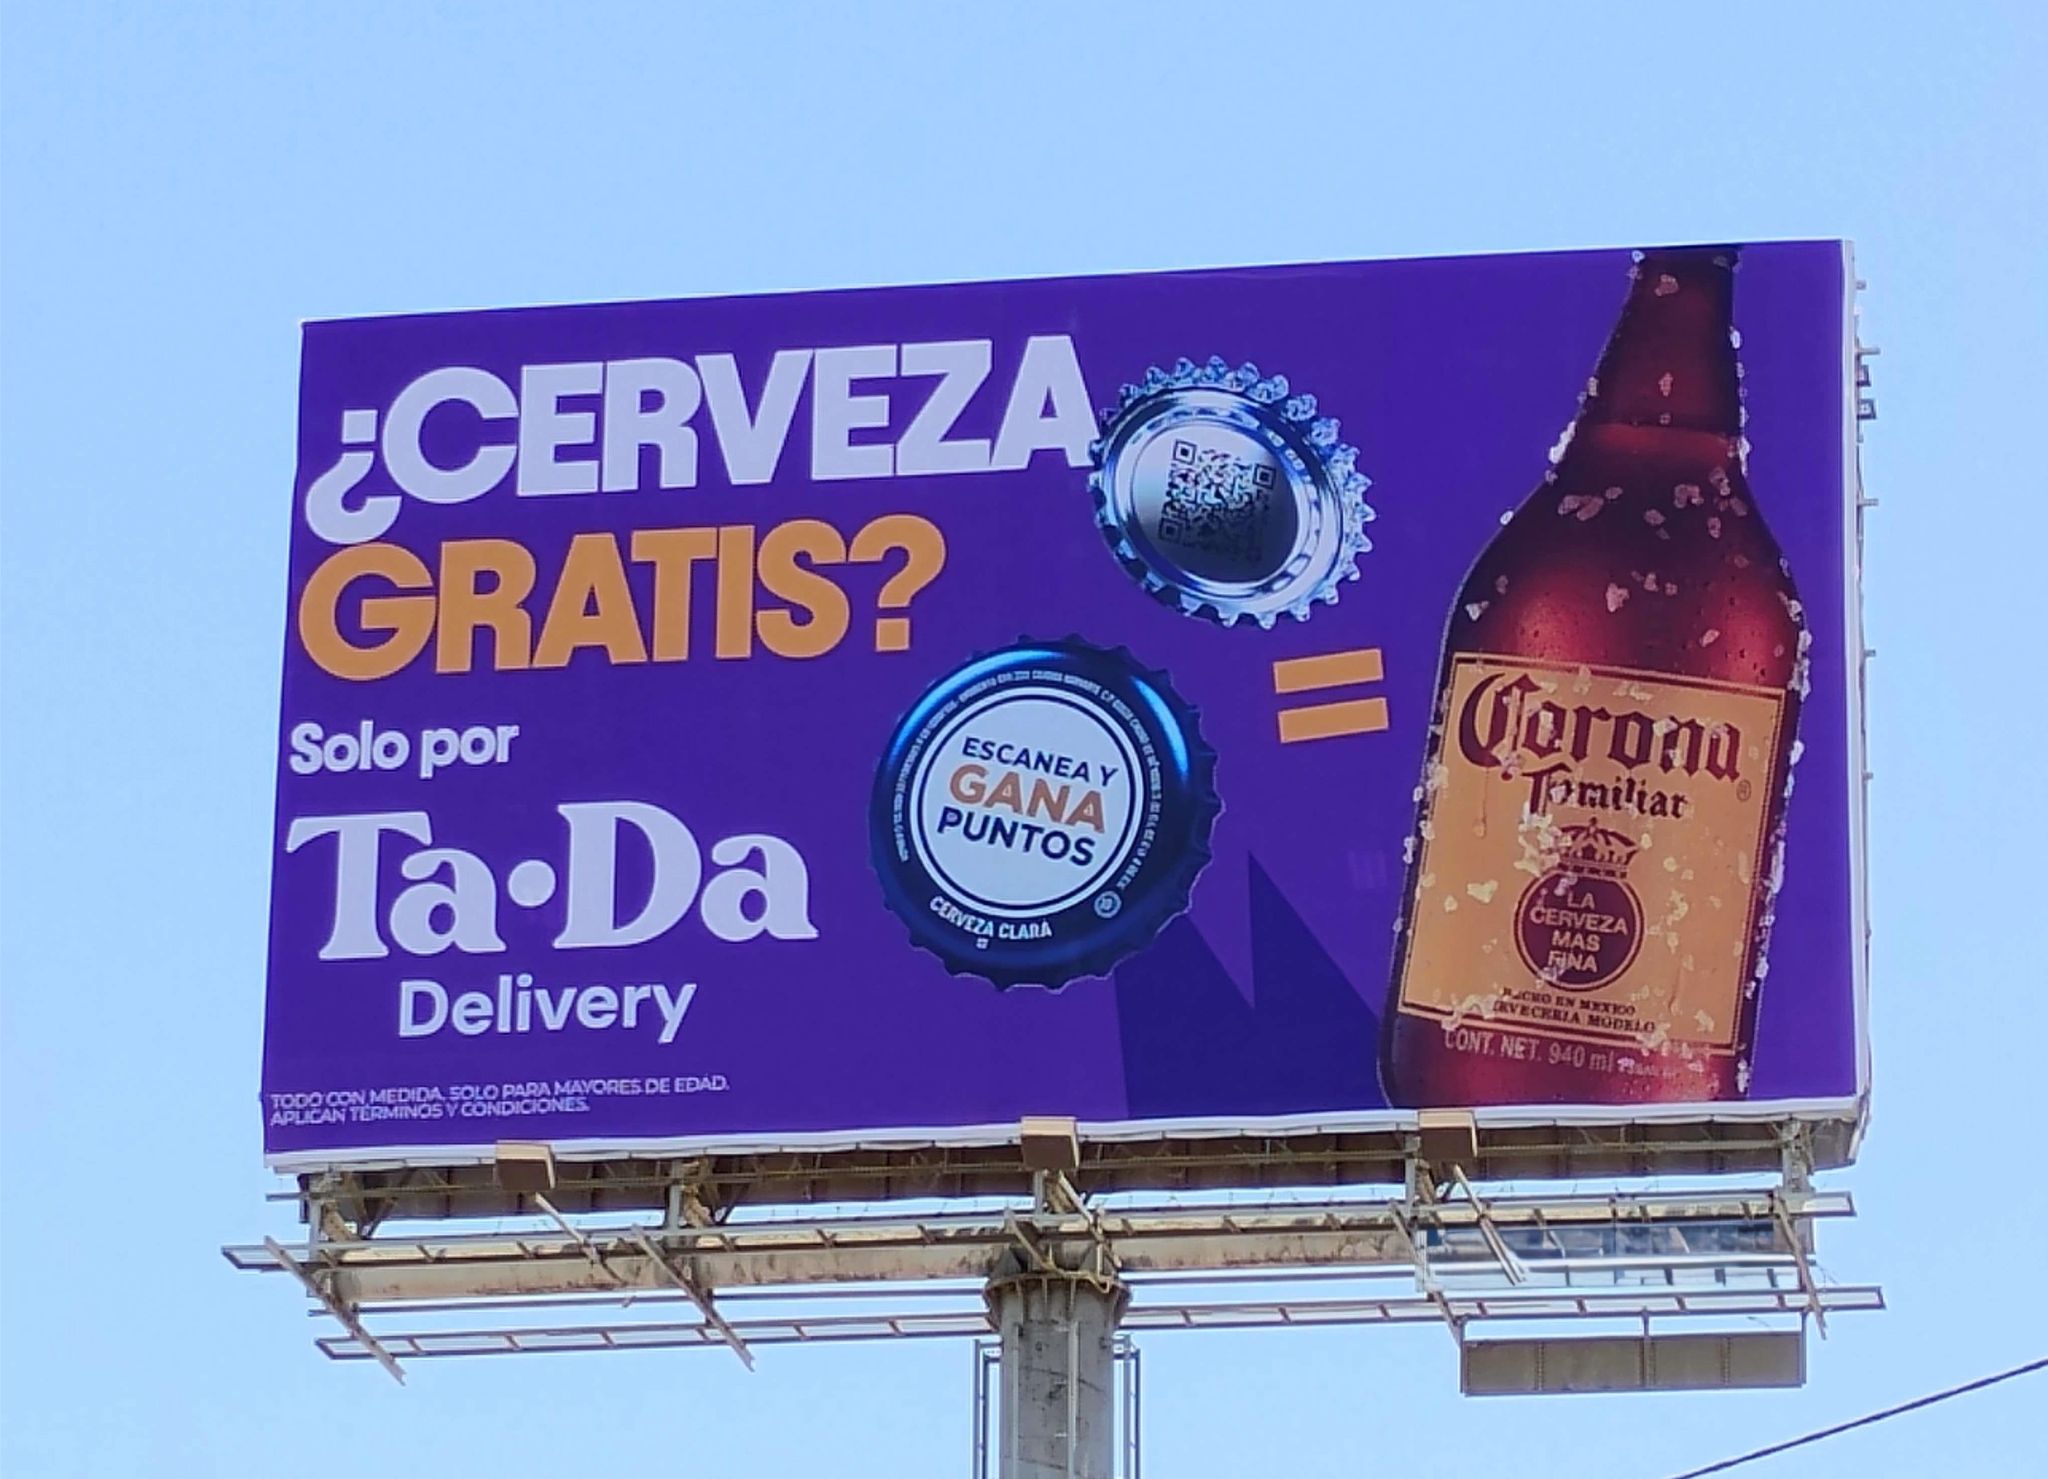 ¿CERVEZA
GRATIS?
Solo por
Ta•Da
Delivery
TODO CON MEDIDA. SOLO PARA MAYORES DE EDAD.
APLICAN TÉRMINOS Y CONDICIONES.
ESCANEA Y
GANA
PUNTOS
CERVEZA CLARA
=
Corona®
Familiar
LA
CERVEZA
MAS
FINA
HECHO EN MEXICO
CERVECERIA MODELO
CONT. NET. 940 ml